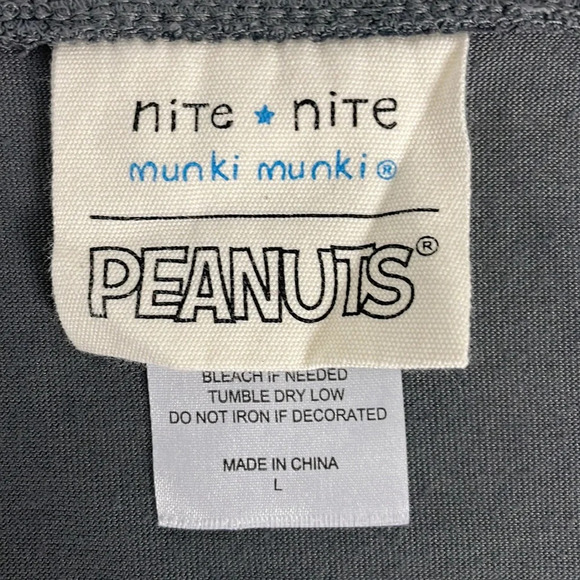 nite ★ nite
munki munki®
PEANUTS®
BLEACH IF NEEDED
TUMBLE DRY LOW
DO NOT IRON IF DECORATED
MADE IN CHINA
L